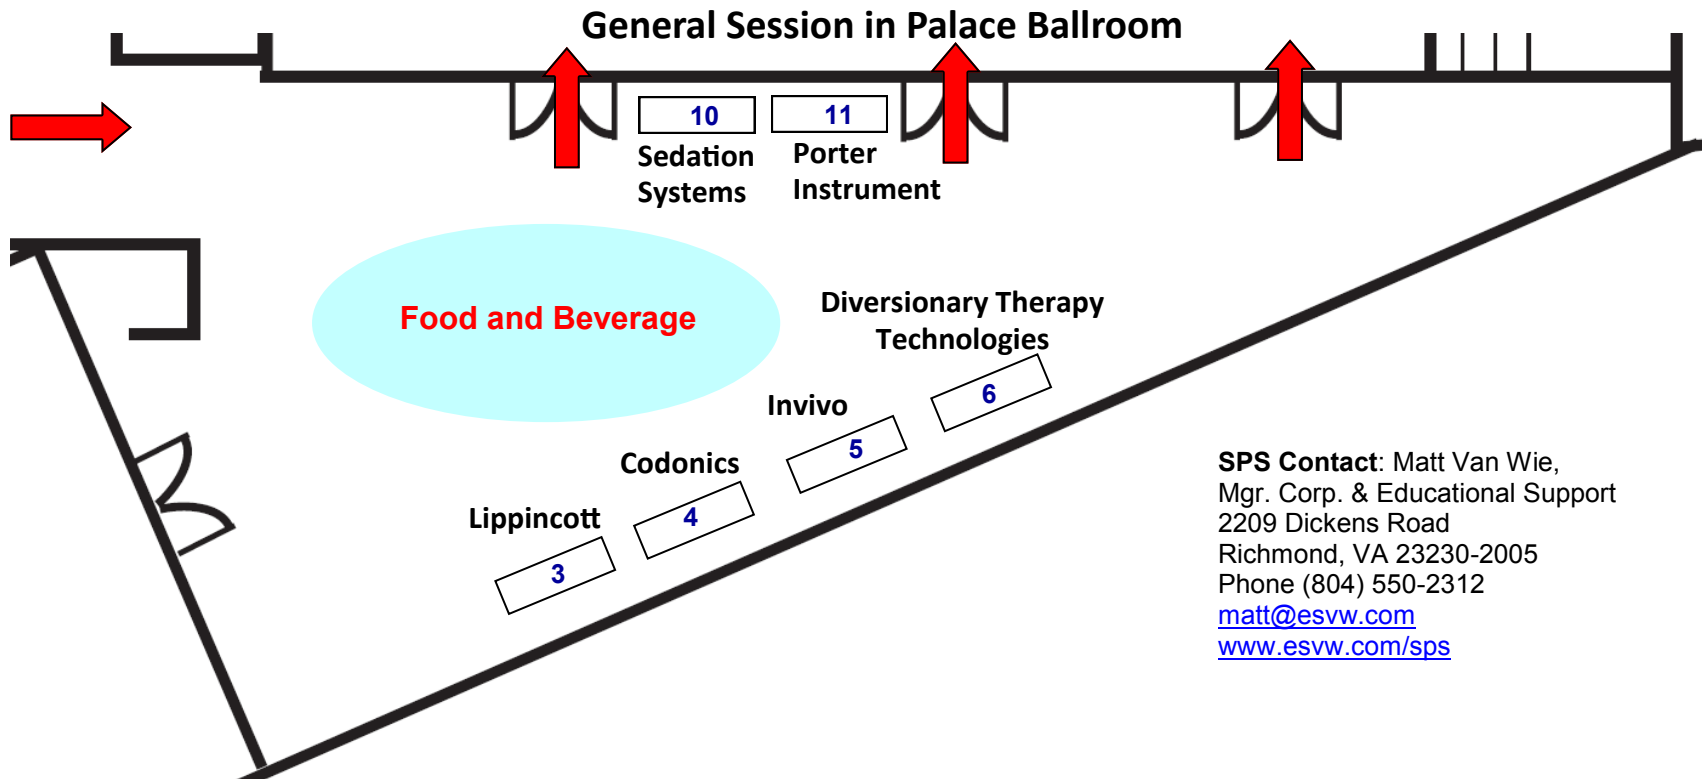 General Session in Palace Ballroom
10
11
Sedation
Systems
Porter
Instrument
Food and Beverage
Diversionary Therapy
Technologies
6
Invivo
5
Codonics
4
Lippincott
3
SPS Contact: Matt Van Wie,
Mgr. Corp. & Educational Support
2209 Dickens Road
Richmond, VA 23230-2005
Phone (804) 550-2312
matt@esvw.com
www.esvw.com/sps